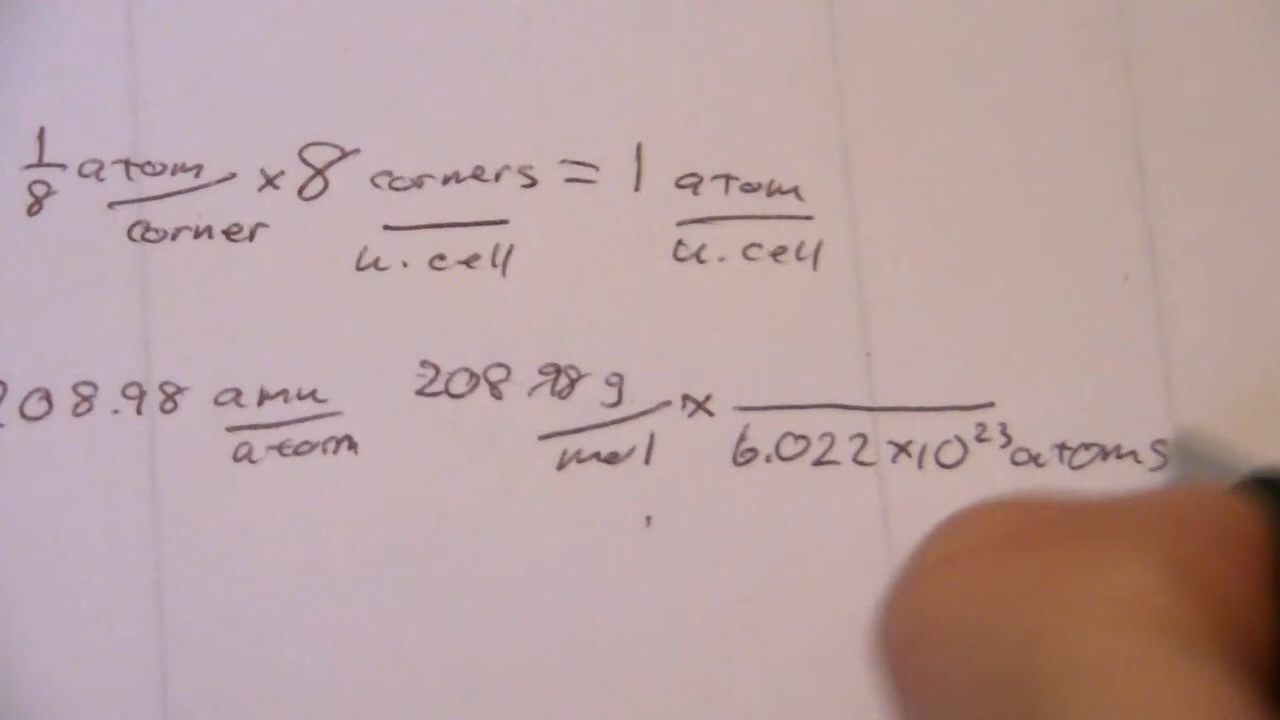 1/8 atom/corner × 8 corners/u.cell = 1 atom/u.cell
208.98 amu/atom 208.98 g/mol × /6.022×10²³ atoms